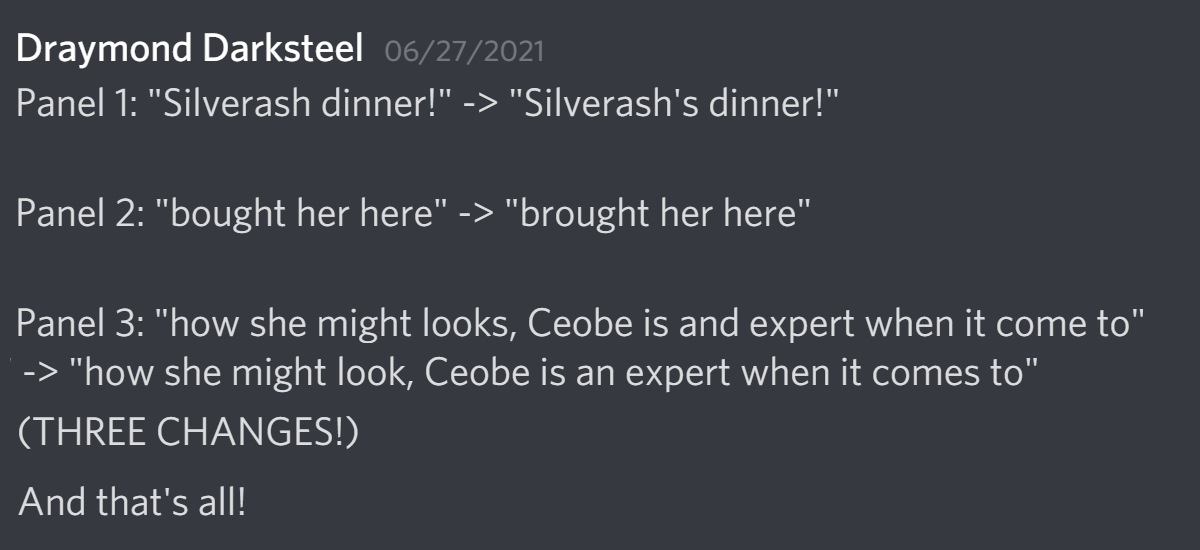 Draymond Darksteel 06/27/2021
Panel 1: "Silverash dinner!" -> "Silverash's dinner!"
Panel 2: "bought her here" -> "brought her here"
Panel 3: "how she might looks, Ceobe is and expert when it come to"
-> "how she might look, Ceobe is an expert when it comes to"
(THREE CHANGES!)
And that's all!